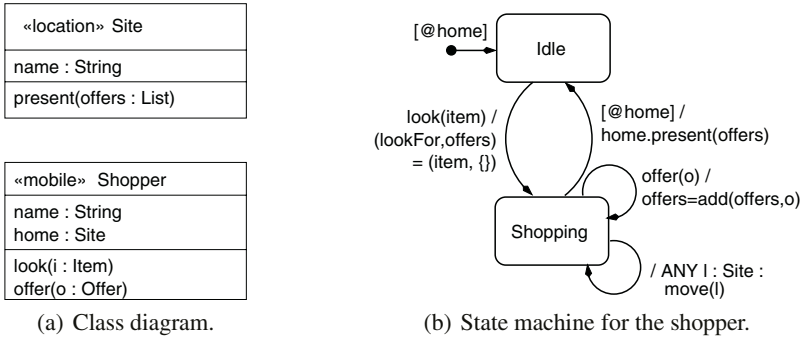 «location» Site
name : String
present(offers : List)
«mobile» Shopper
name : String
home : Site
look(i : Item)
offer(o : Offer)
(a) Class diagram.
[@home]
Idle
look(item) /
(lookFor,offers)
= (item, {})
[@home] /
home.present(offers)
offer(o) /
offers=add(offers,o)
Shopping
/ ANY l : Site :
move(l)
(b) State machine for the shopper.